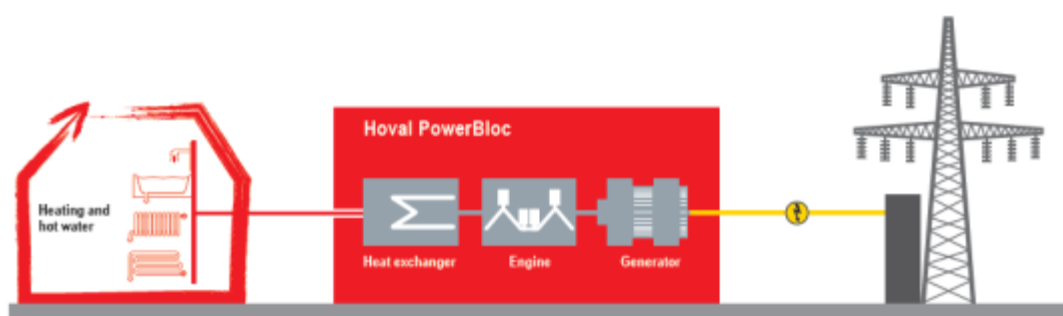 Hoval PowerBloc
Heating and
hot water
Heat exchanger
Engine
Generator